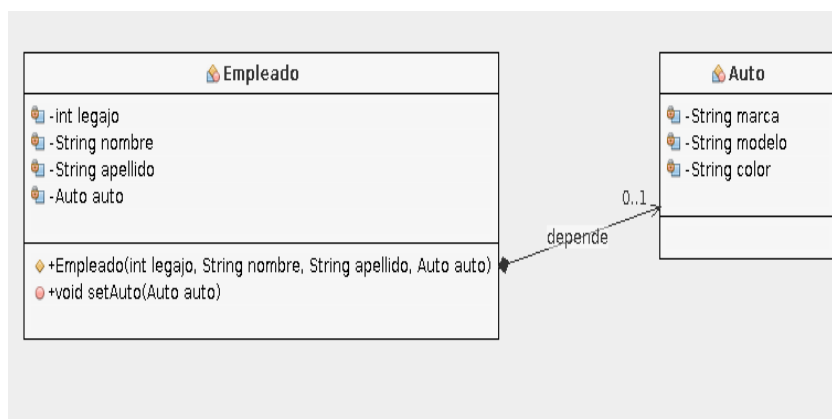 Empleado
-int legajo
-String nombre
-String apellido
-Auto auto
+Empleado(int legajo, String nombre, String apellido, Auto auto)
+void setAuto(Auto auto)
depende
0..1
Auto
-String marca
-String modelo
-String color